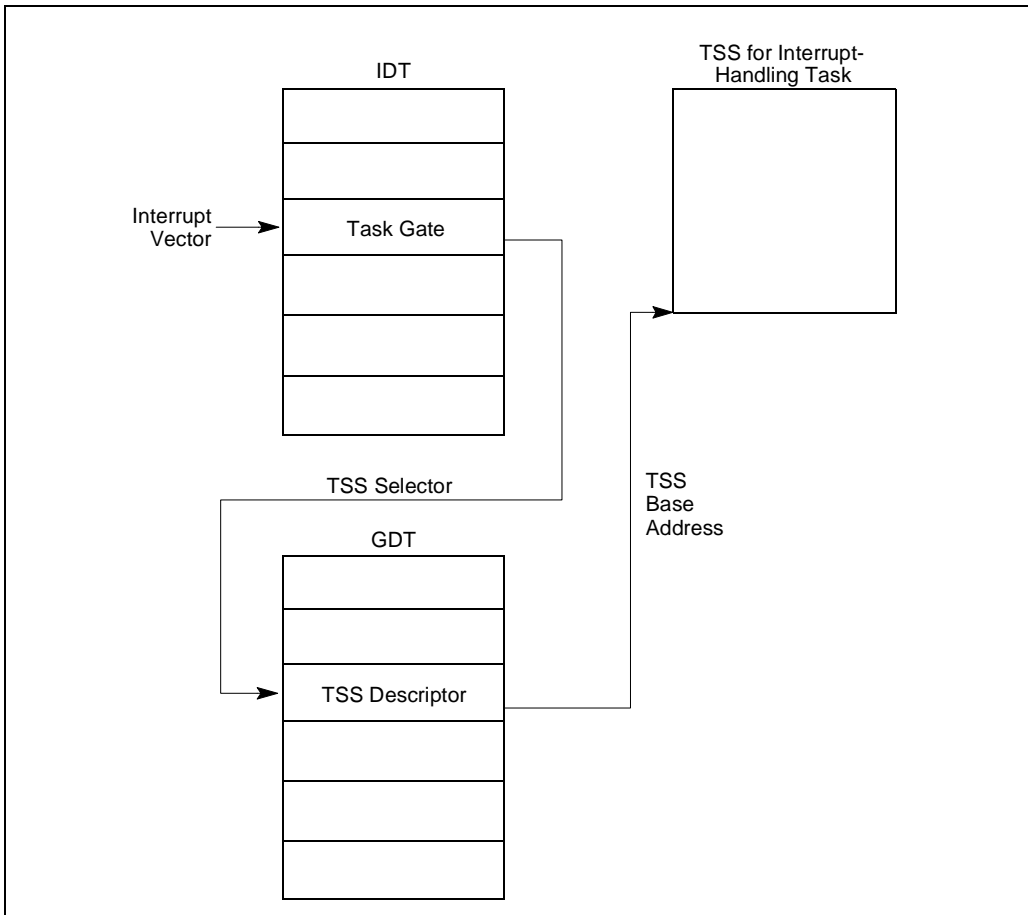 IDT
TSS for Interrupt-
Handling Task
Interrupt
Vector
Task Gate
TSS Selector
TSS
Base
Address
GDT
TSS Descriptor